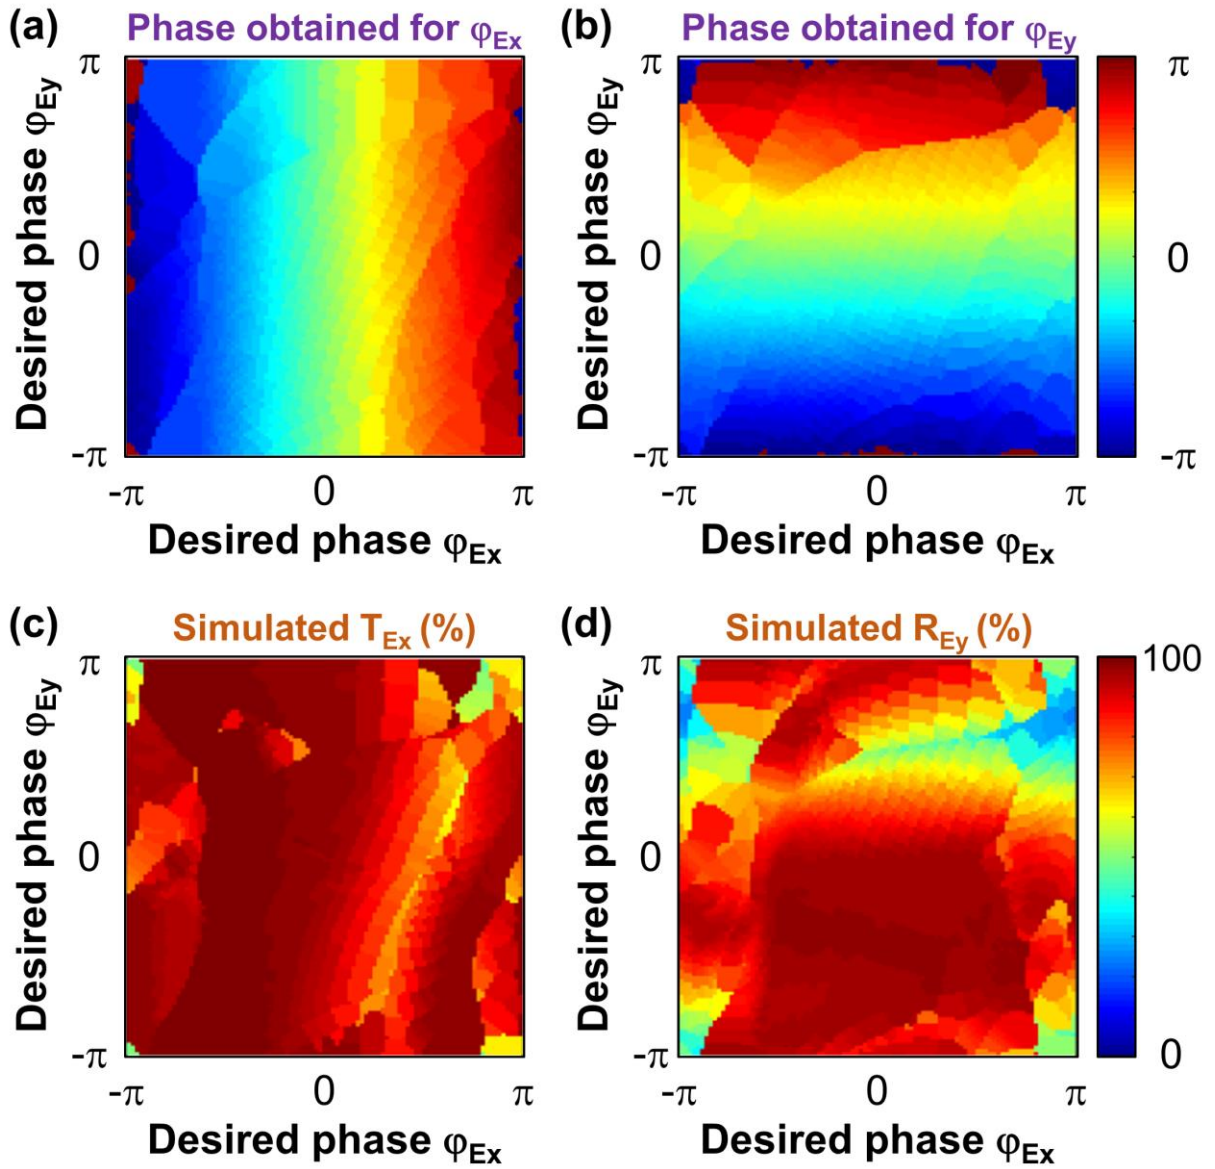 (a) Phase obtained for φEx
(b) Phase obtained for φEy
Desired phase φEy
π
0
-π
-π 0 π
Desired phase φEx
Desired phase φEy
π
0
-π
-π 0 π
Desired phase φEx
π
0
-π
(c) Simulated TEx (%)
(d) Simulated REy (%)
Desired phase φEy
π
0
-π
-π 0 π
Desired phase φEx
Desired phase φEy
π
0
-π
-π 0 π
Desired phase φEx
100
0